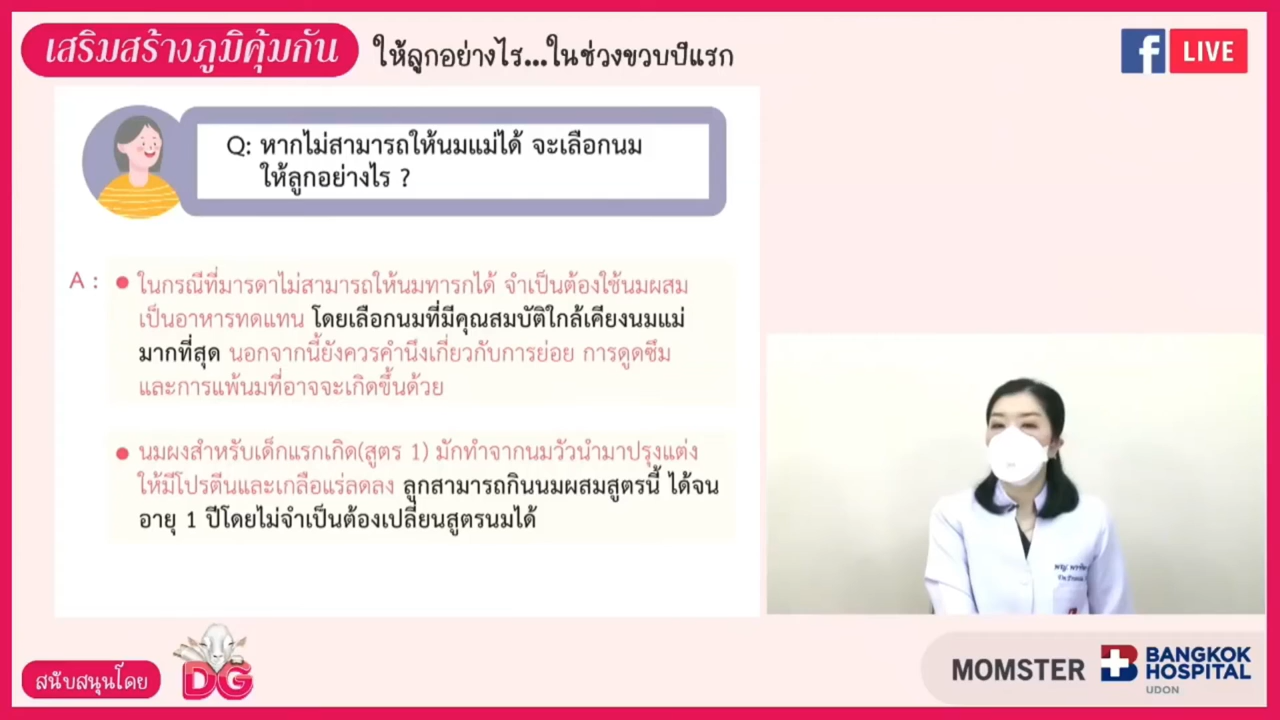 เสริมสร้างภูมิคุ้มกัน ให้ลูกอย่างไร...ในช่วงขวบปีแรก
f LIVE
Q: หากไม่สามารถให้นมแม่ได้ จะเลือกนม
ให้ลูกอย่างไร ?
A : • ในกรณีที่มารดาไม่สามารถให้นมทารกได้ จำเป็นต้องใช้นมผสม
เป็นอาหารทดแทน โดยเลือกนมที่มีคุณสมบัติใกล้เคียงนมแม่
มากที่สุด นอกจากนี้ยังควรคำนึงเกี่ยวกับการย่อย การดูดซึม
และการแพ้นมที่อาจจะเกิดขึ้นด้วย
• นมผงสำหรับเด็กแรกเกิด(สูตร 1) มักทำจากนมวัวนำมาปรุงแต่ง
ให้มีโปรตีนและเกลือแร่ลดลง ลูกสามารถกินนมผสมสูตรนี้ ได้จน
อายุ 1 ปีโดยไม่จำเป็นต้องเปลี่ยนสูตรนมได้
สนับสนุนโดย DG
MOMSTER
BANGKOK
HOSPITAL
UDON